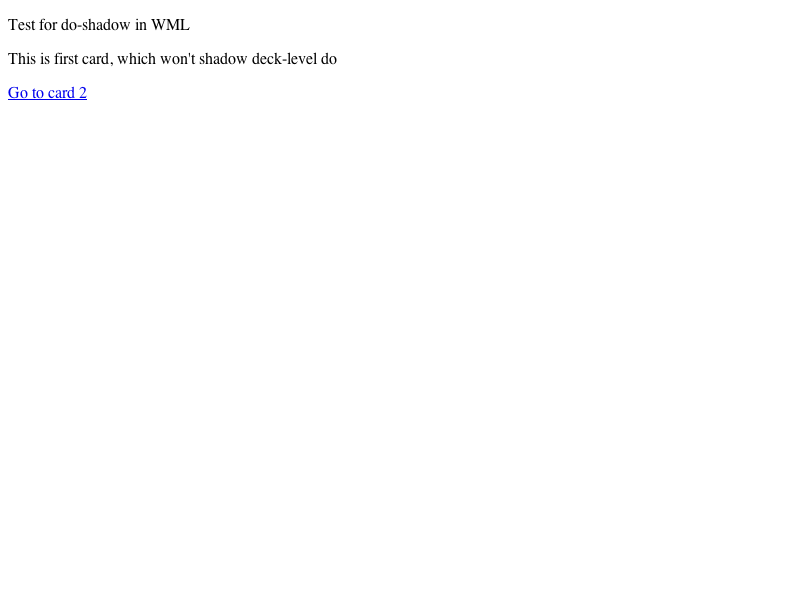 Test for do-shadow in WML
This is first card, which won't shadow deck-level do
Go to card 2